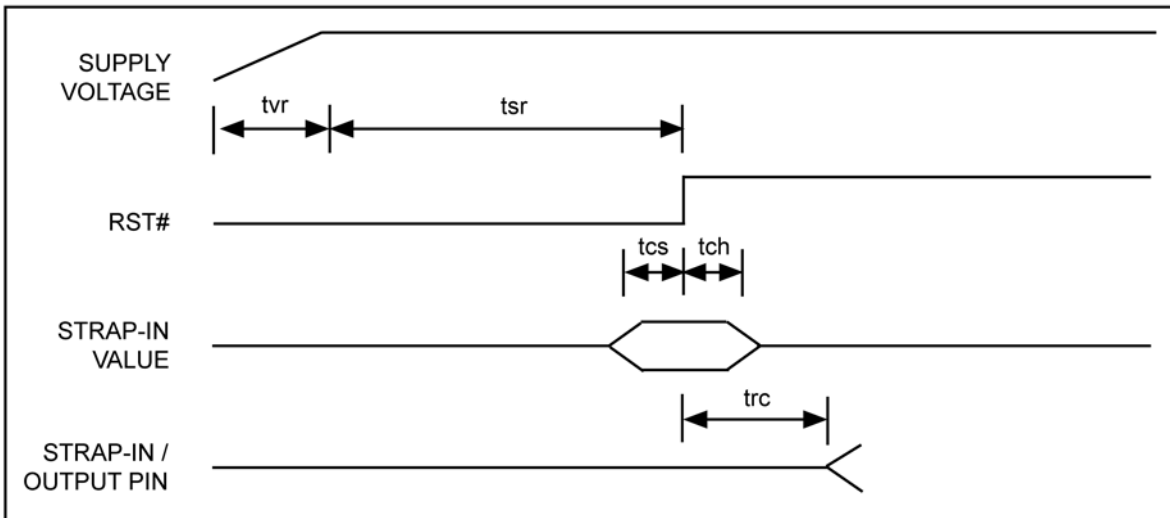 SUPPLY
VOLTAGE
tvr
tsr
RST#
tcs
tch
STRAP-IN
VALUE
trc
STRAP-IN /
OUTPUT PIN